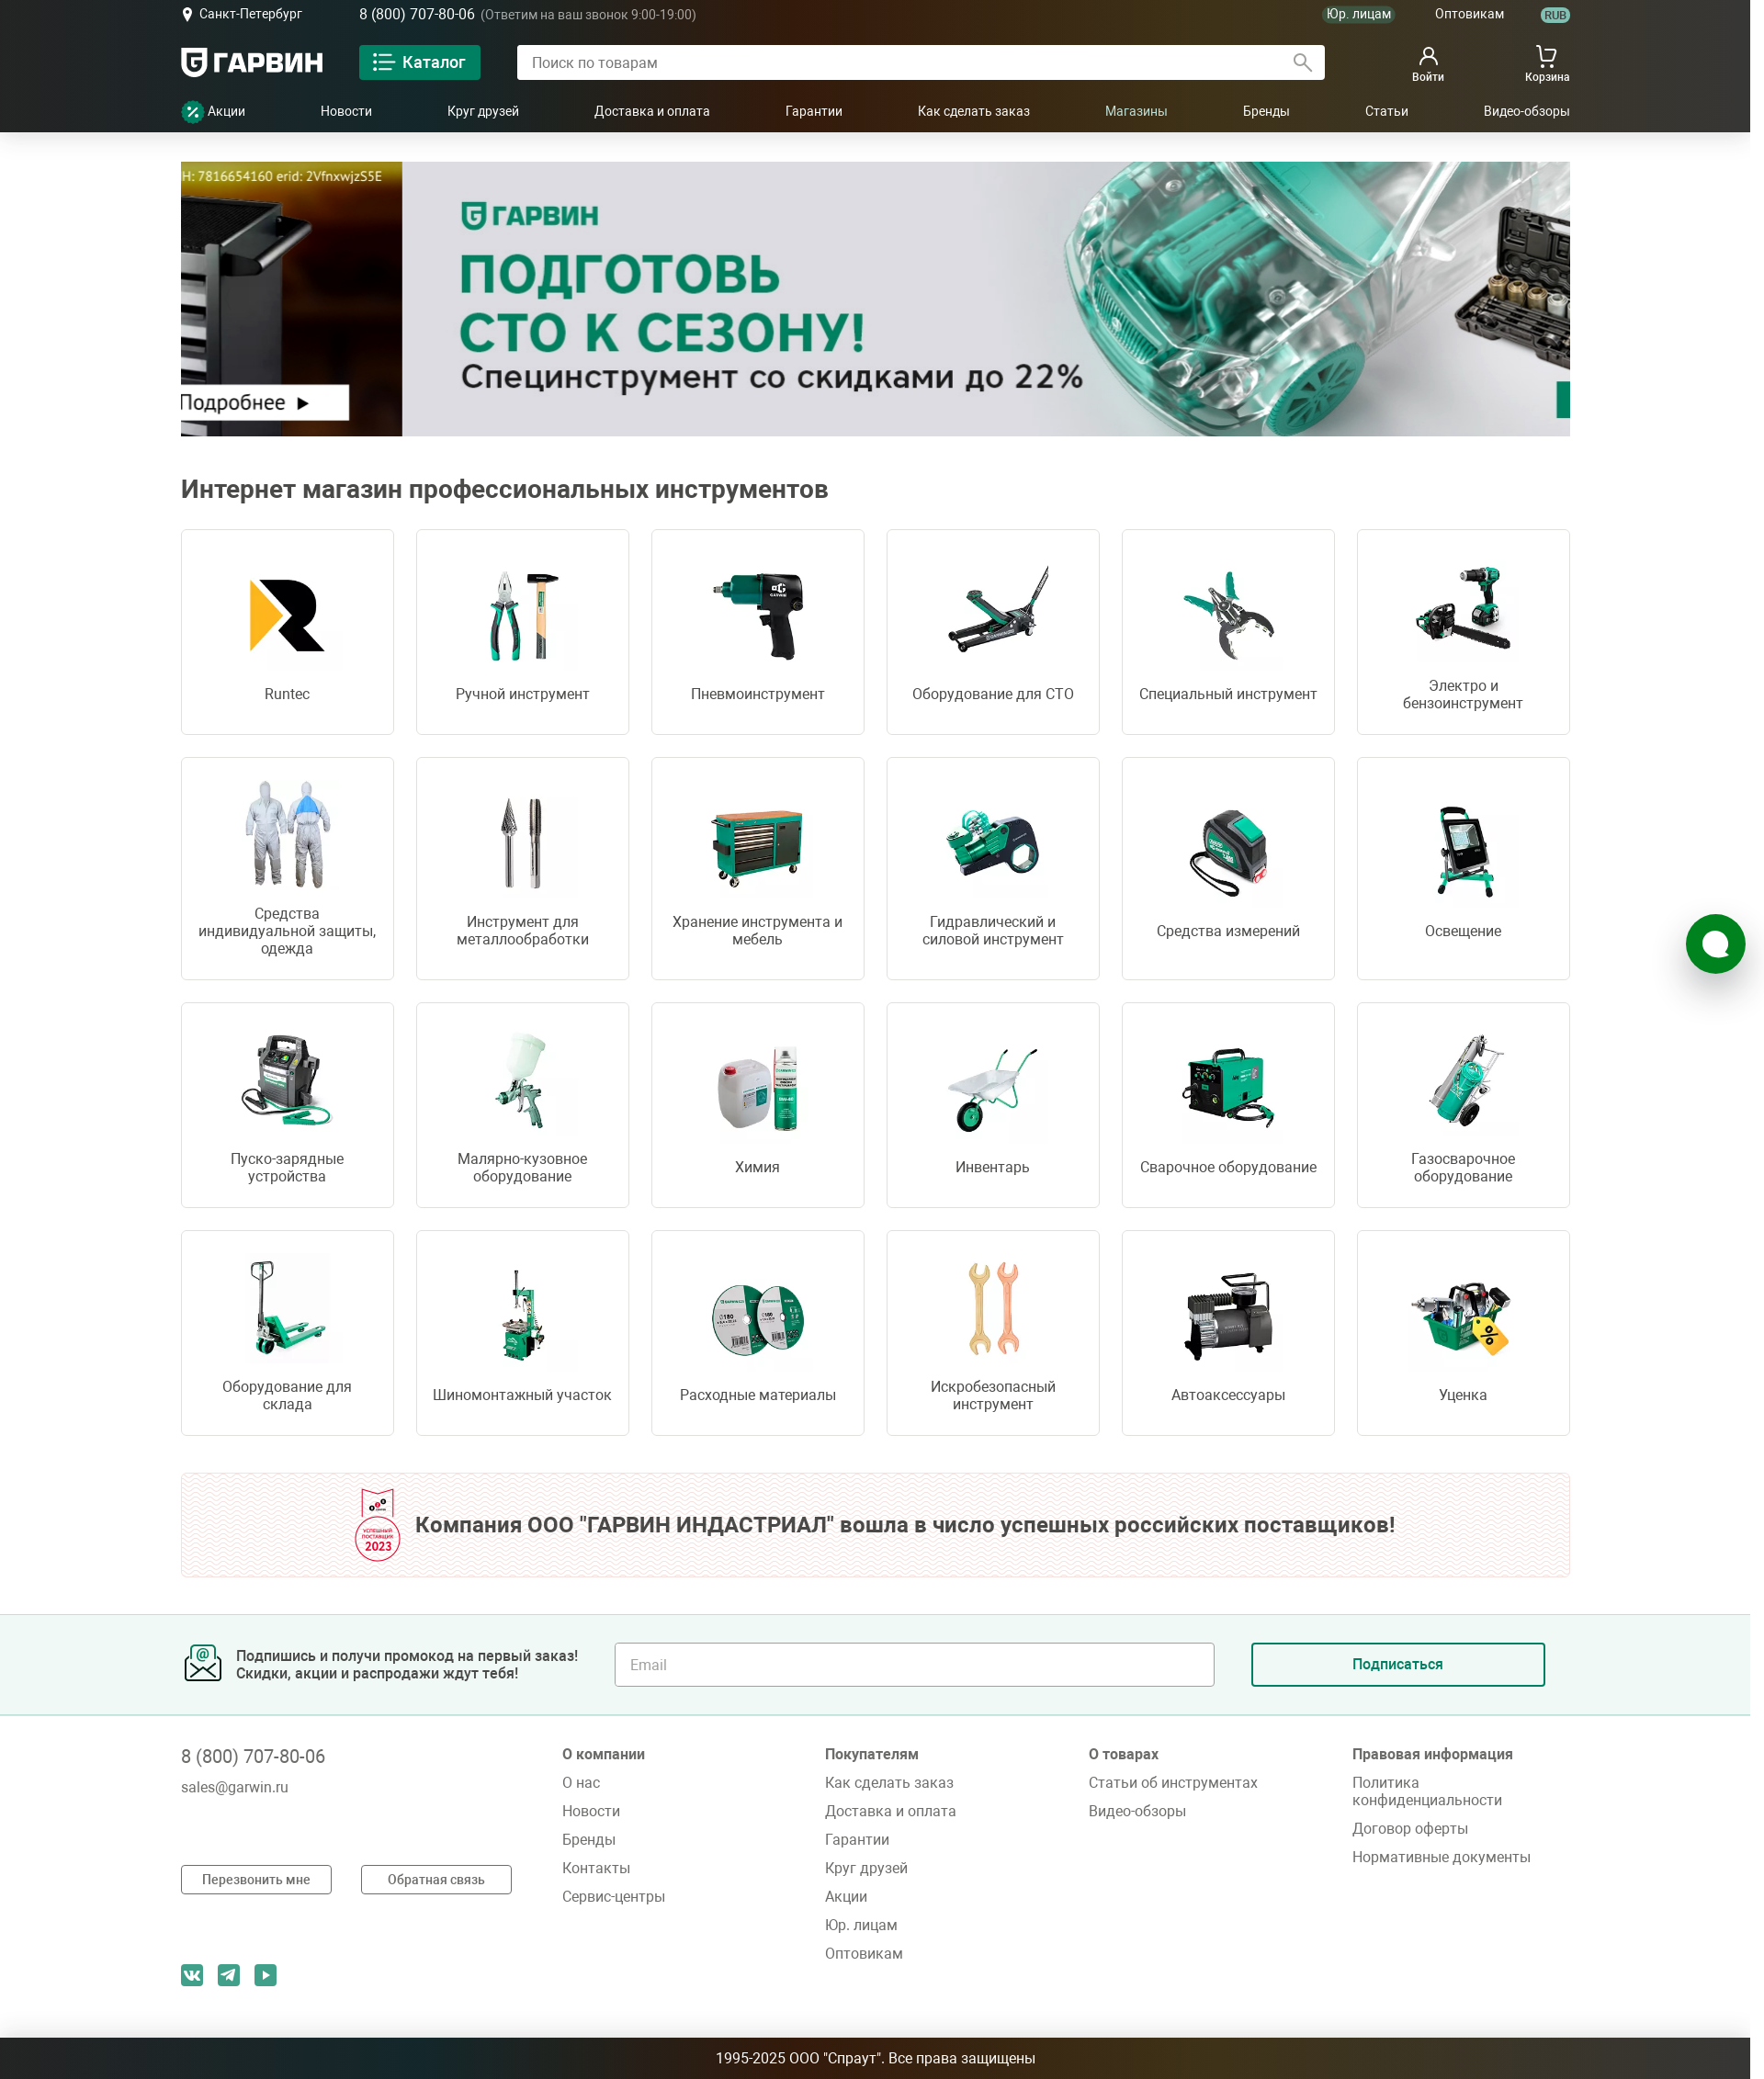 Санкт-Петербург
8 (800) 707-80-06 (Ответим на ваш звонок 9:00-19:00)
Юр. лицам
Оптовикам
RUB
ГАРВИН
Каталог
Поиск по товарам
Войти
Корзина
Акции
Новости
Круг друзей
Доставка и оплата
Гарантии
Как сделать заказ
Магазины
Бренды
Статьи
Видео-обзоры
Н: 7816654160 erid: 2VfnxwjzS5E
Подробнее
ГАРВИН
ПОДГОТОВЬ
СТО К СЕЗОНУ!
Специнструмент со скидками до 22%
Интернет магазин профессиональных инструментов
Runtec
Ручной инструмент
Пневмоинструмент
Оборудование для СТО
Специальный инструмент
Электро и
бензоинструмент
Средства
индивидуальной защиты,
одежда
Инструмент для
металлообработки
Хранение инструмента и
мебель
Гидравлический и
силовой инструмент
Средства измерений
Освещение
Пуско-зарядные
устройства
Малярно-кузовное
оборудование
Химия
Инвентарь
Сварочное оборудование
Газосварочное
оборудование
Оборудование для
склада
Шиномонтажный участок
Расходные материалы
Искробезопасный
инструмент
Автоаксессуары
Уценка
УСПЕШНЫЙ
ПОСТАВЩИК
2023
Компания ООО "ГАРВИН ИНДАСТРИАЛ" вошла в число успешных российских поставщиков!
Подпишись и получи промокод на первый заказ!
Скидки, акции и распродажи ждут тебя!
Email
Подписаться
8 (800) 707-80-06
sales@garwin.ru
Перезвонить мне
Обратная связь
О компании
О нас
Новости
Бренды
Контакты
Сервис-центры
Покупателям
Как сделать заказ
Доставка и оплата
Гарантии
Круг друзей
Акции
Юр. лицам
Оптовикам
О товарах
Статьи об инструментах
Видео-обзоры
Правовая информация
Политика
конфиденциальности
Договор оферты
Нормативные документы
1995-2025 ООО "Спраут". Все права защищены